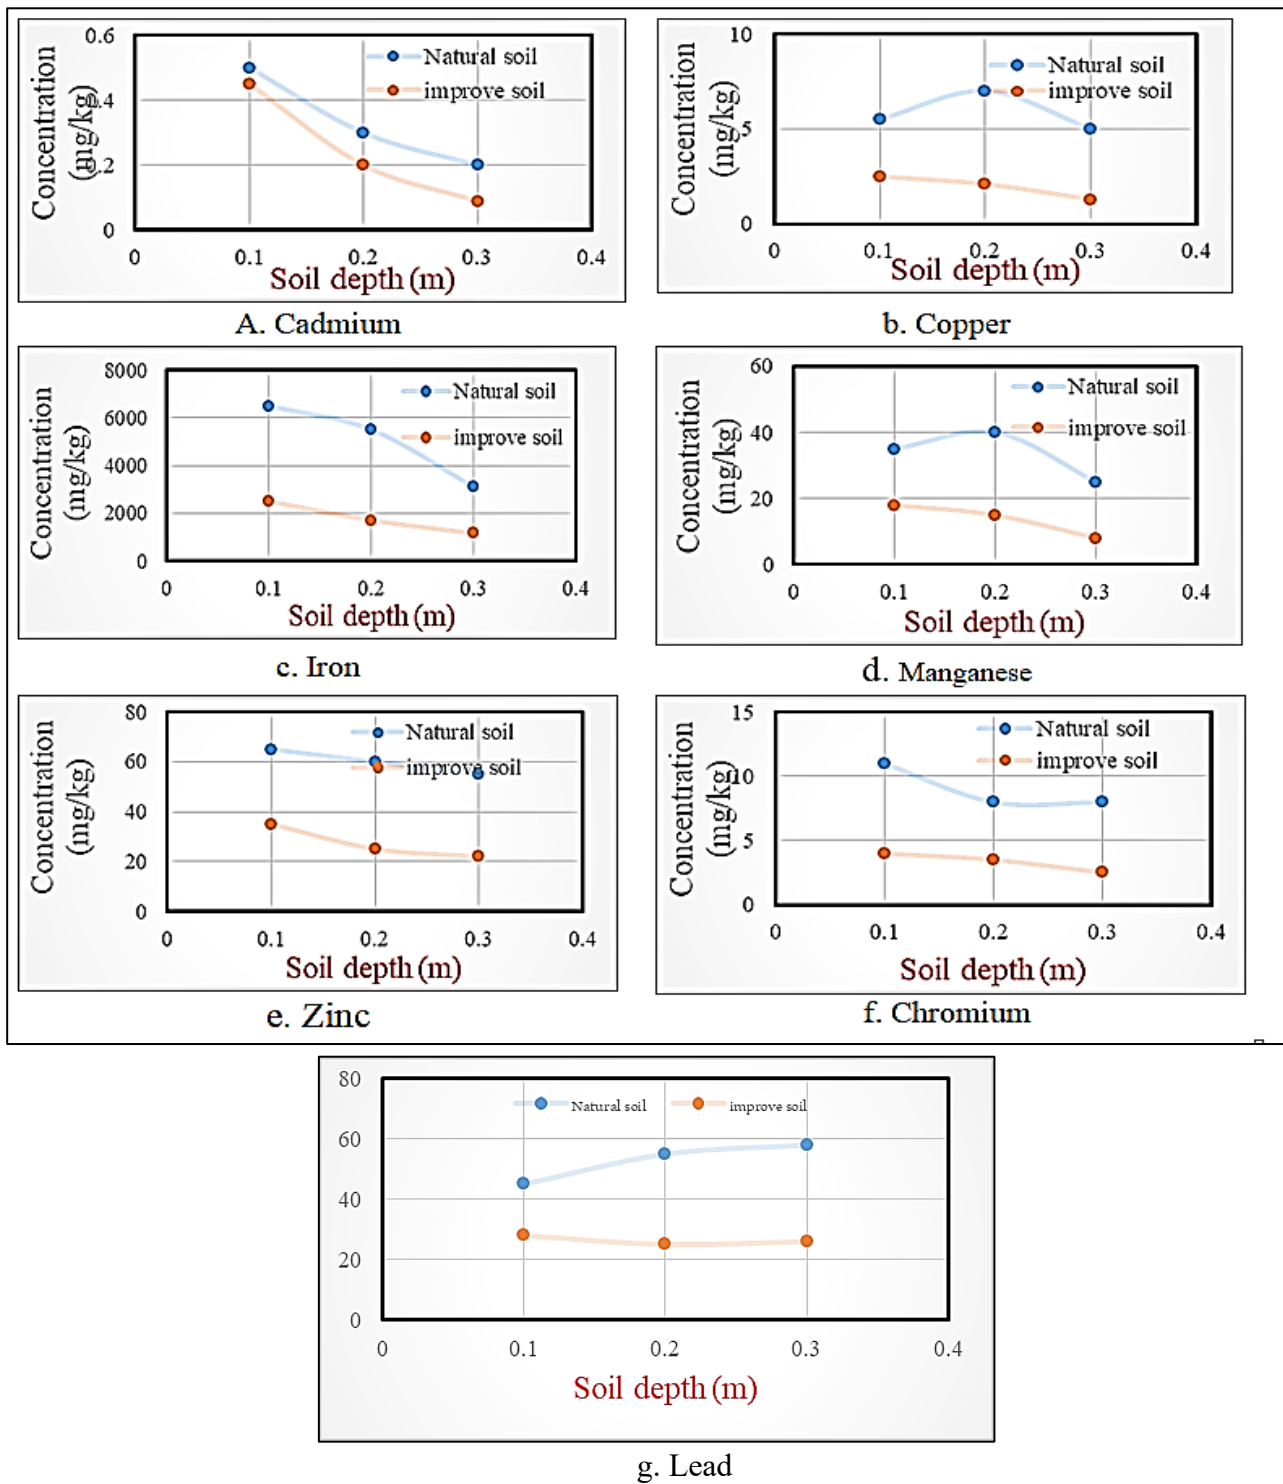 0.6
0.4
0.2
0
0
0.1
0.2
0.3
0.4
Concentration
(mg/kg)
Natural soil
improve soil
Soil depth (m)
A. Cadmium
10
5
0
0
0.1
0.2
0.3
0.4
Concentration
(mg/kg)
Natural soil
improve soil
Soil depth (m)
b. Copper
8000
6000
4000
2000
0
0
0.1
0.2
0.3
0.4
Concentration
(mg/kg)
Natural soil
improve soil
Soil depth (m)
c. Iron
60
40
20
0
0
0.1
0.2
0.3
0.4
Concentration
(mg/kg)
Natural soil
improve soil
Soil depth (m)
d. Manganese
80
60
40
20
0
0
0.1
0.2
0.3
0.4
Concentration
(mg/kg)
Natural soil
improve soil
Soil depth (m)
e. Zinc
15
10
5
0
0
0.1
0.2
0.3
0.4
Concentration
(mg/kg)
Natural soil
improve soil
Soil depth (m)
f. Chromium
80
60
40
20
0
0
0.1
0.2
0.3
0.4
Natural soil
improve soil
Soil depth (m)
g. Lead